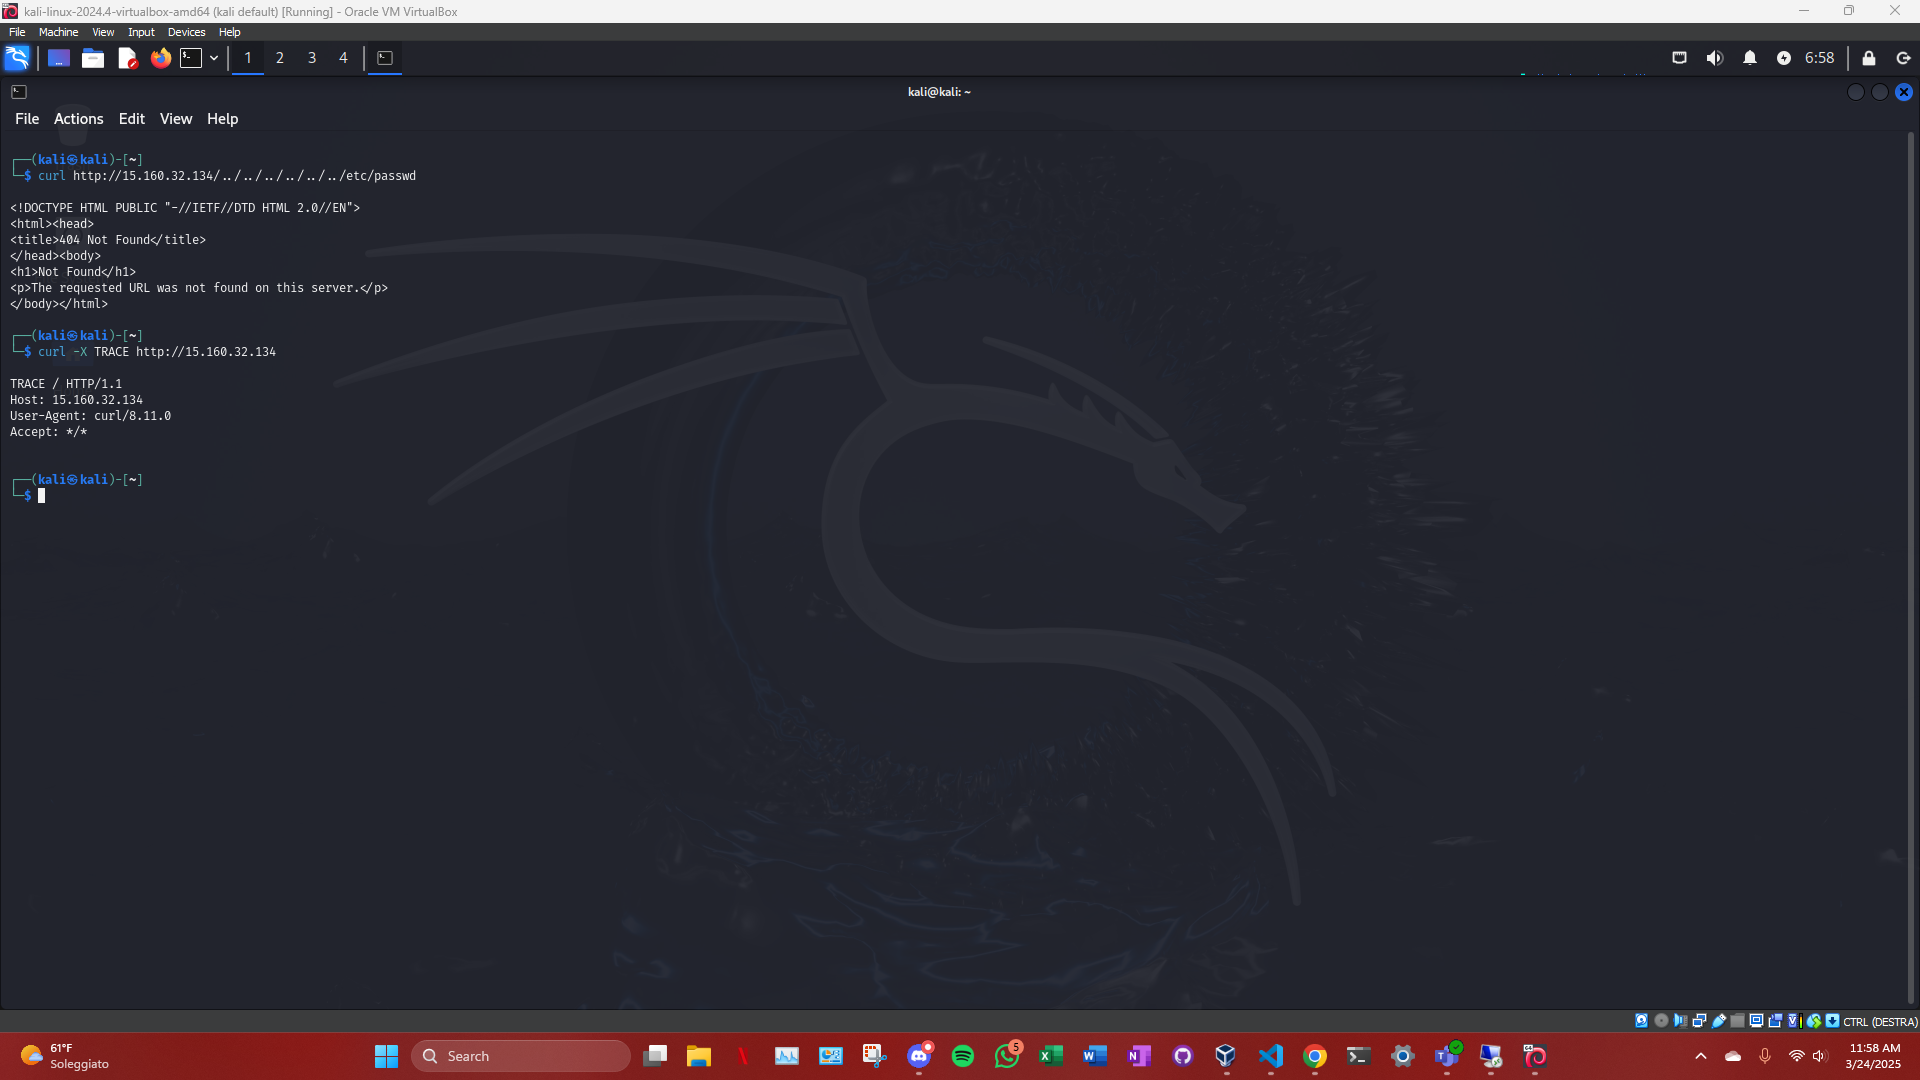 kali-linux-2024.4-virtualbox-amd64 (kali default) [Running] - Oracle VM VirtualBox
File Machine View Input Devices Help
1 2 3 4
6:58
kali@kali: ~
File Actions Edit View Help
┌──(kali㉿kali)-[~]
└─$ curl http://15.160.32.134/../../../../../../etc/passwd
<!DOCTYPE HTML PUBLIC "-//IETF//DTD HTML 2.0//EN">
<html><head>
<title>404 Not Found</title>
</head><body>
<h1>Not Found</h1>
<p>The requested URL was not found on this server.</p>
</body></html>
┌──(kali㉿kali)-[~]
└─$ curl -X TRACE http://15.160.32.134
TRACE / HTTP/1.1
Host: 15.160.32.134
User-Agent: curl/8.11.0
Accept: */*
┌──(kali㉿kali)-[~]
└─$
CTRL (DESTRA)
61°F
Soleggiato
Search
5
11:58 AM
3/24/2025